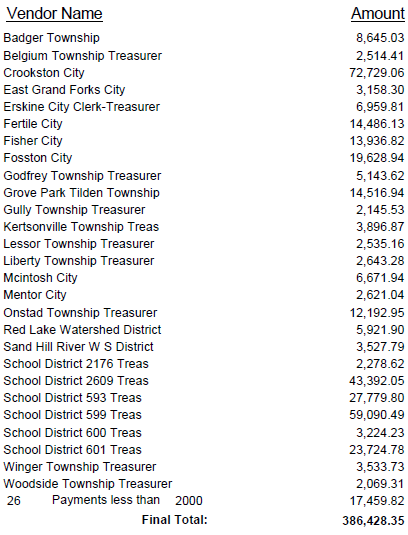 Vendor Name Amount
Badger Township 8,645.03
Belgium Township Treasurer 2,514.41
Crookston City 72,729.06
East Grand Forks City 3,158.30
Erskine City Clerk-Treasurer 6,959.81
Fertile City 14,486.13
Fisher City 13,936.82
Fosston City 19,628.94
Godfrey Township Treasurer 5,143.62
Grove Park Tilden Township 14,516.94
Gully Township Treasurer 2,145.53
Kertsonville Township Treas 3,896.87
Lessor Township Treasurer 2,535.16
Liberty Township Treasurer 2,643.28
Mcintosh City 6,671.94
Mentor City 2,621.04
Onstad Township Treasurer 12,192.95
Red Lake Watershed District 5,921.90
Sand Hill River W S District 3,527.79
School District 2176 Treas 2,278.62
School District 2609 Treas 43,392.05
School District 593 Treas 27,779.80
School District 599 Treas 59,090.49
School District 600 Treas 3,224.23
School District 601 Treas 23,724.78
Winger Township Treasurer 3,533.73
Woodside Township Treasurer 2,069.31
26 Payments less than 2000 17,459.82
Final Total: 386,428.35